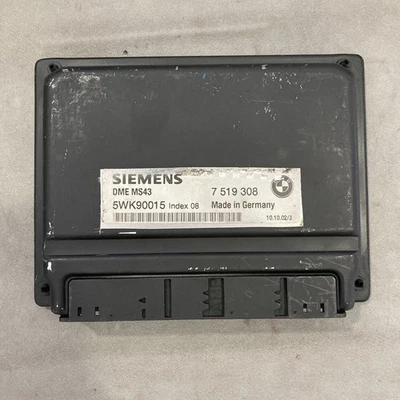 SIEMENS
DME MS43 7 519 308
5WK90015 Index 08 Made in Germany
10.10.02/3